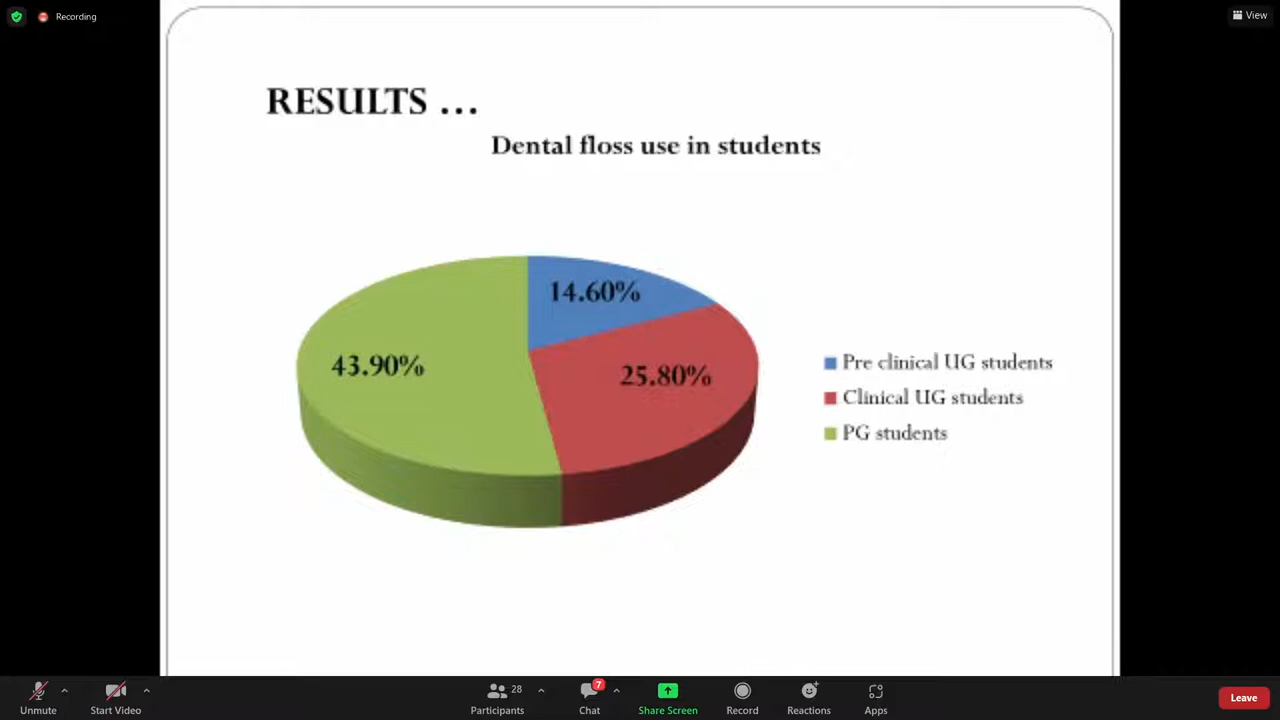 Recording
View
RESULTS ...
Dental floss use in students
14.60%
43.90%
25.80%
Pre clinical UG students
Clinical UG students
PG students
Unmute
Start Video
28
Participants
7
Chat
Share Screen
Record
Reactions
Apps
Leave